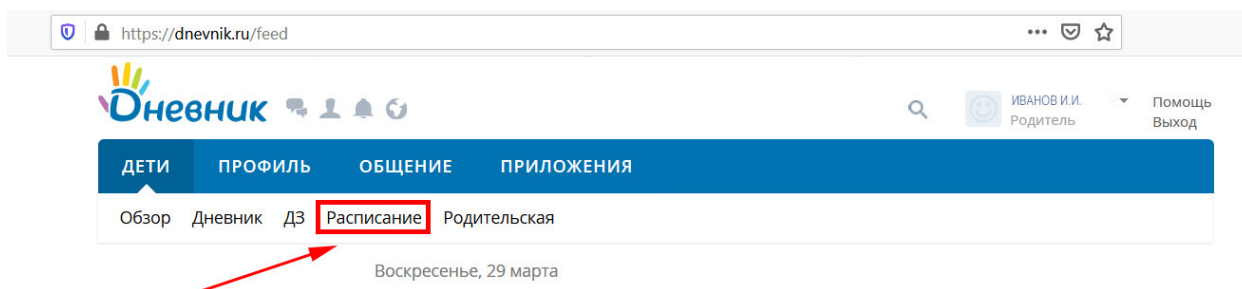 https://dnevnik.ru/feed
Дневник
ИВАНОВ И.И.
Родитель
Помощь
Выход
ДЕТИ ПРОФИЛЬ ОБЩЕНИЕ ПРИЛОЖЕНИЯ
Обзор Дневник ДЗ Расписание Родительская
Воскресенье, 29 марта